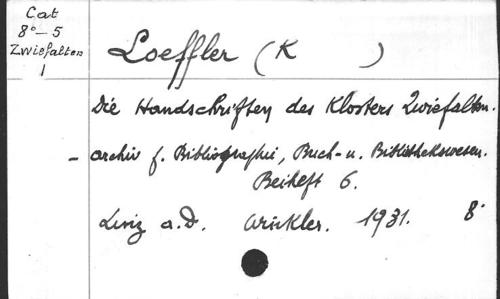 Cat
8°-5
Zwiefalten
1
Loeffler (K )
Die Handschriften des Klosters Zwiefalten.
- Archiv f. Bibliographie, Buch- u. Bibliothekswesen.
Beiheft 6.
Linz a.D. Winkler. 1931. 8°